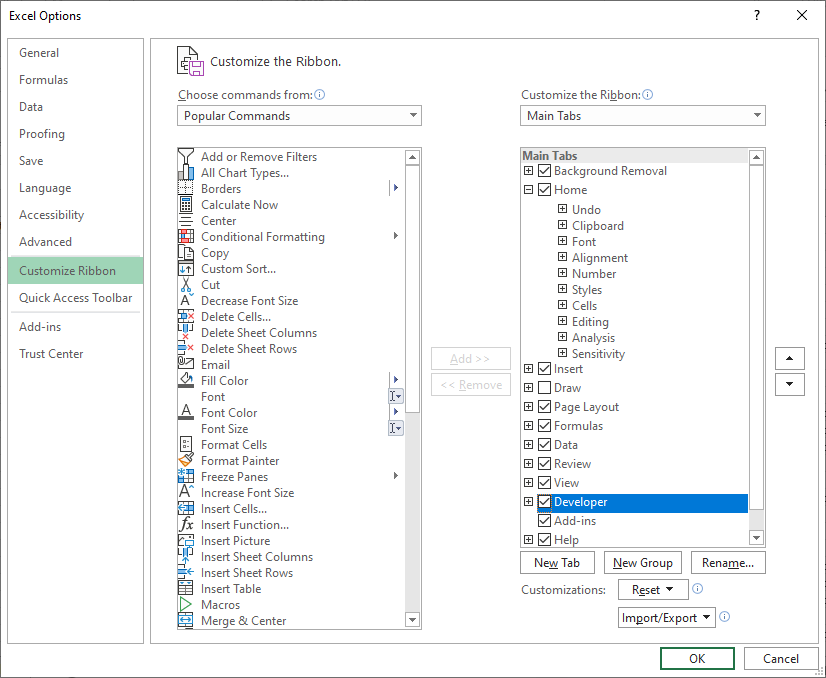 Excel Options
?
General
Formulas
Data
Proofing
Save
Language
Accessibility
Advanced
Customize Ribbon
Quick Access Toolbar
Add-ins
Trust Center
Customize the Ribbon.
Choose commands from:
Popular Commands
Add or Remove Filters
All Chart Types...
Borders
Calculate Now
Center
Conditional Formatting
Copy
Custom Sort...
Cut
Decrease Font Size
Delete Cells...
Delete Sheet Columns
Delete Sheet Rows
Email
Fill Color
Font
Font Color
Font Size
Format Cells
Format Painter
Freeze Panes
Increase Font Size
Insert Cells...
Insert Function...
Insert Picture
Insert Sheet Columns
Insert Sheet Rows
Insert Table
Macros
Merge & Center
Add >>
<< Remove
Customize the Ribbon:
Main Tabs
Main Tabs
Background Removal
Home
Undo
Clipboard
Font
Alignment
Number
Styles
Cells
Editing
Analysis
Sensitivity
Insert
Draw
Page Layout
Formulas
Data
Review
View
Developer
Add-ins
Help
New Tab
New Group
Rename...
Customizations:
Reset
Import/Export
OK
Cancel